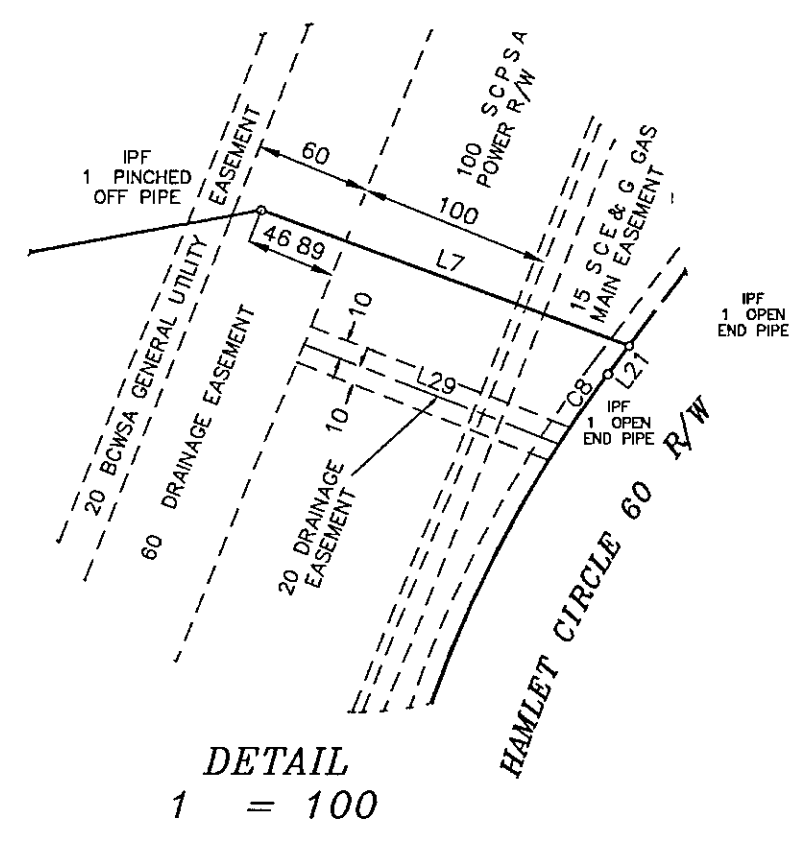 IPF
1 PINCHED
OFF PIPE
20 BCWSA GENERAL UTILITY EASEMENT
60
100 SCPSA
POWER R/W
100
46 89
L7
15 SCE & G GAS
MAIN EASEMENT
IPF
1 OPEN
END PIPE
60 DRAINAGE EASEMENT
10
L29
10
C8
L21
IPF
1 OPEN
END PIPE
20 DRAINAGE
EASEMENT
HAMLET CIRCLE 60 R/W
DETAIL
1 = 100